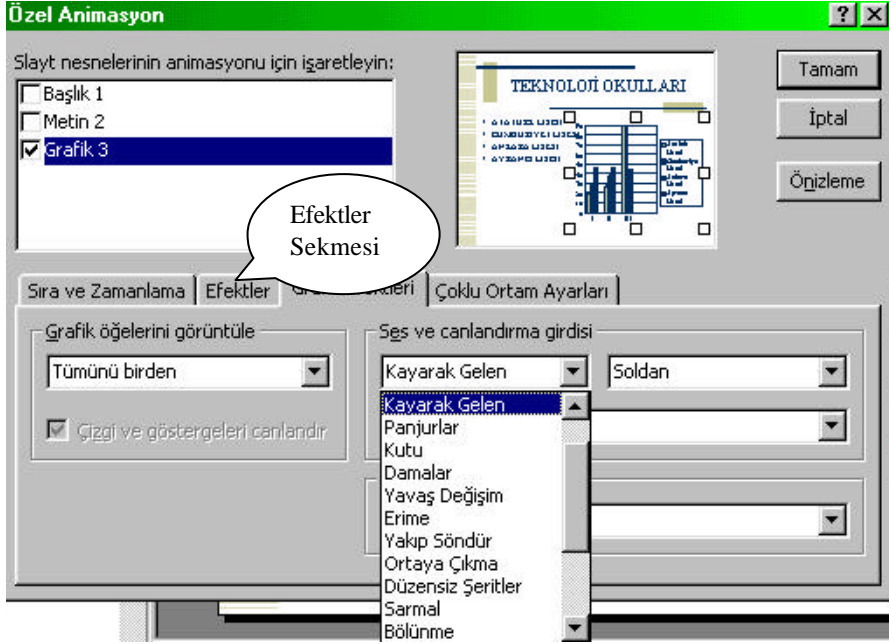 Özel Animasyon
Slayt nesnelerinin animasyonu için işaretleyin:
Başlık 1
Metin 2
Grafik 3
TEKNOLOJİ OKULLARI
Tamam
İptal
Önizleme
Efektler
Sekmesi
Sıra ve Zamanlama
Efektler
Çoklu Ortam Ayarları
Grafik öğelerini görüntüle
Tümünü birden
Çizgi ve göstergeleri canlandır
Ses ve canlandırma girdisi
Kayarak Gelen
Soldan
Kayarak Gelen
Panjurlar
Kutu
Damalar
Yavaş Değişim
Erime
Yakıp Söndür
Ortaya Çıkma
Düzensiz Şeritler
Sarmal
Bölünme